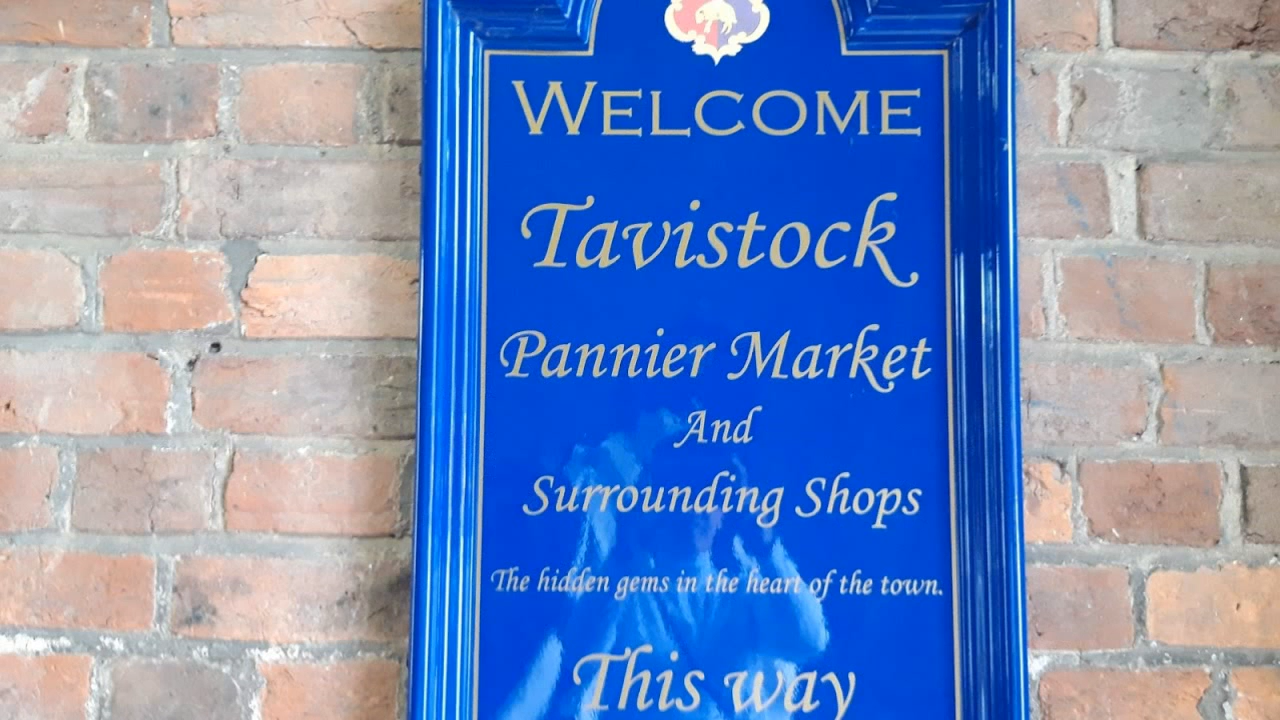 WELCOME
Tavistock
Pannier Market
And
Surrounding Shops
The hidden gems in the heart of the town.
This way